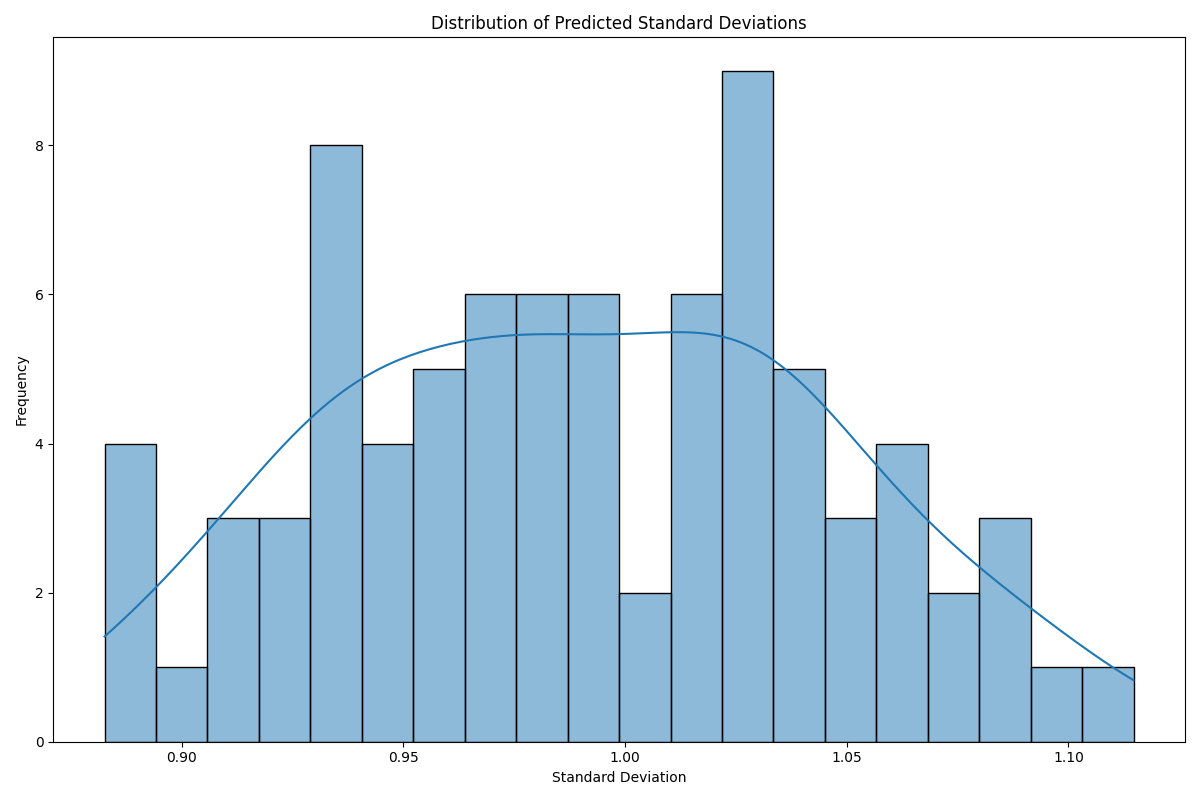 Distribution of Predicted Standard Deviations
Frequency
8
6
4
2
0
0.90 0.95 1.00 1.05 1.10
Standard Deviation